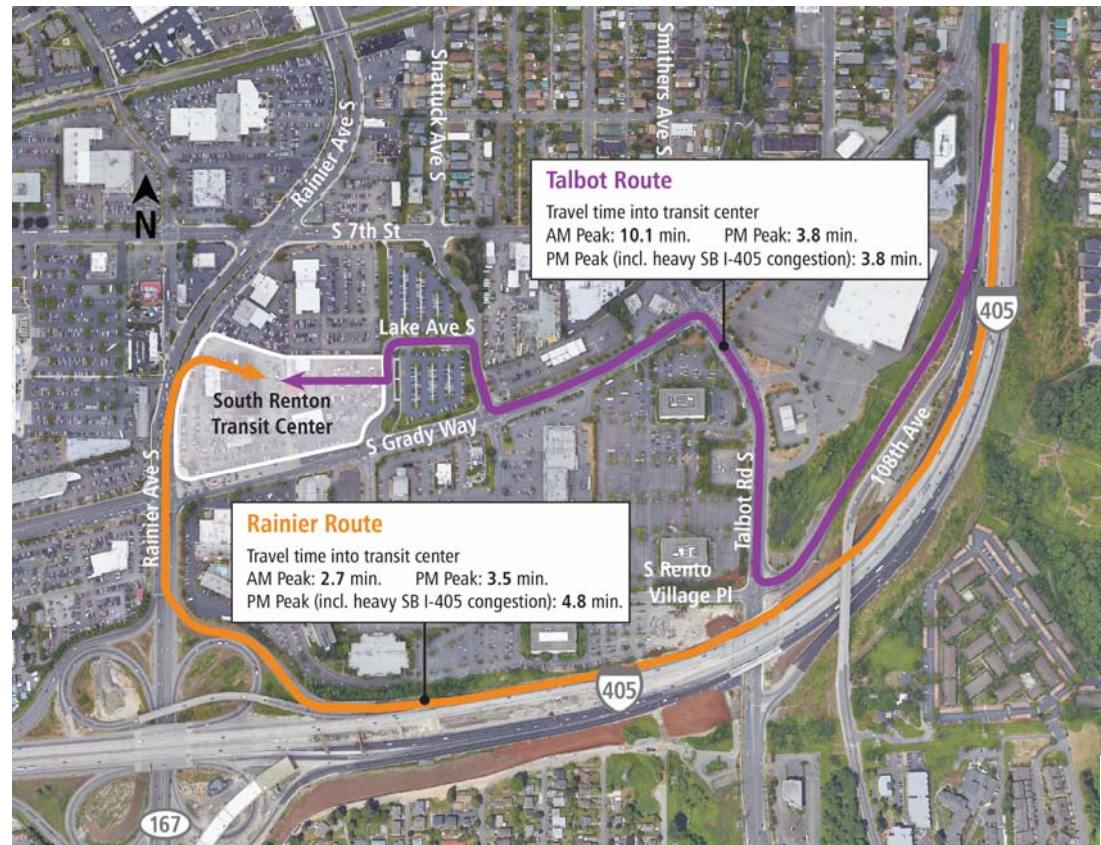 Rainier Ave S
Shattuck Ave S
Smithers Ave S
N
S 7th St
Talbot Route
Travel time into transit center
AM Peak: 10.1 min. PM Peak: 3.8 min.
PM Peak (incl. heavy SB I-405 congestion): 3.8 min.
405
Lake Ave S
South Renton
Transit Center
S Grady Way
108th Ave
Rainier Ave S
Talbot Rd S
Rainier Route
Travel time into transit center
AM Peak: 2.7 min. PM Peak: 3.5 min.
PM Peak (incl. heavy SB I-405 congestion): 4.8 min.
S Rento
Village Pl
405
167